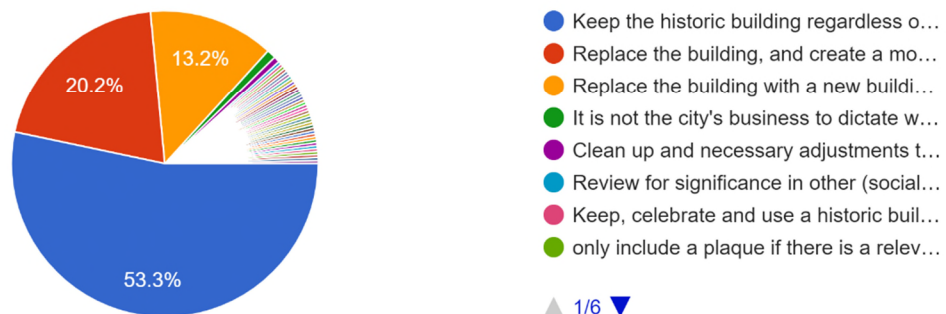 53.3%
20.2%
13.2%
Keep the historic building regardless o...
Replace the building, and create a mo...
Replace the building with a new buildi...
It is not the city's business to dictate w...
Clean up and necessary adjustments t...
Review for significance in other (social...
Keep, celebrate and use a historic buil...
only include a plaque if there is a relev...
1/6